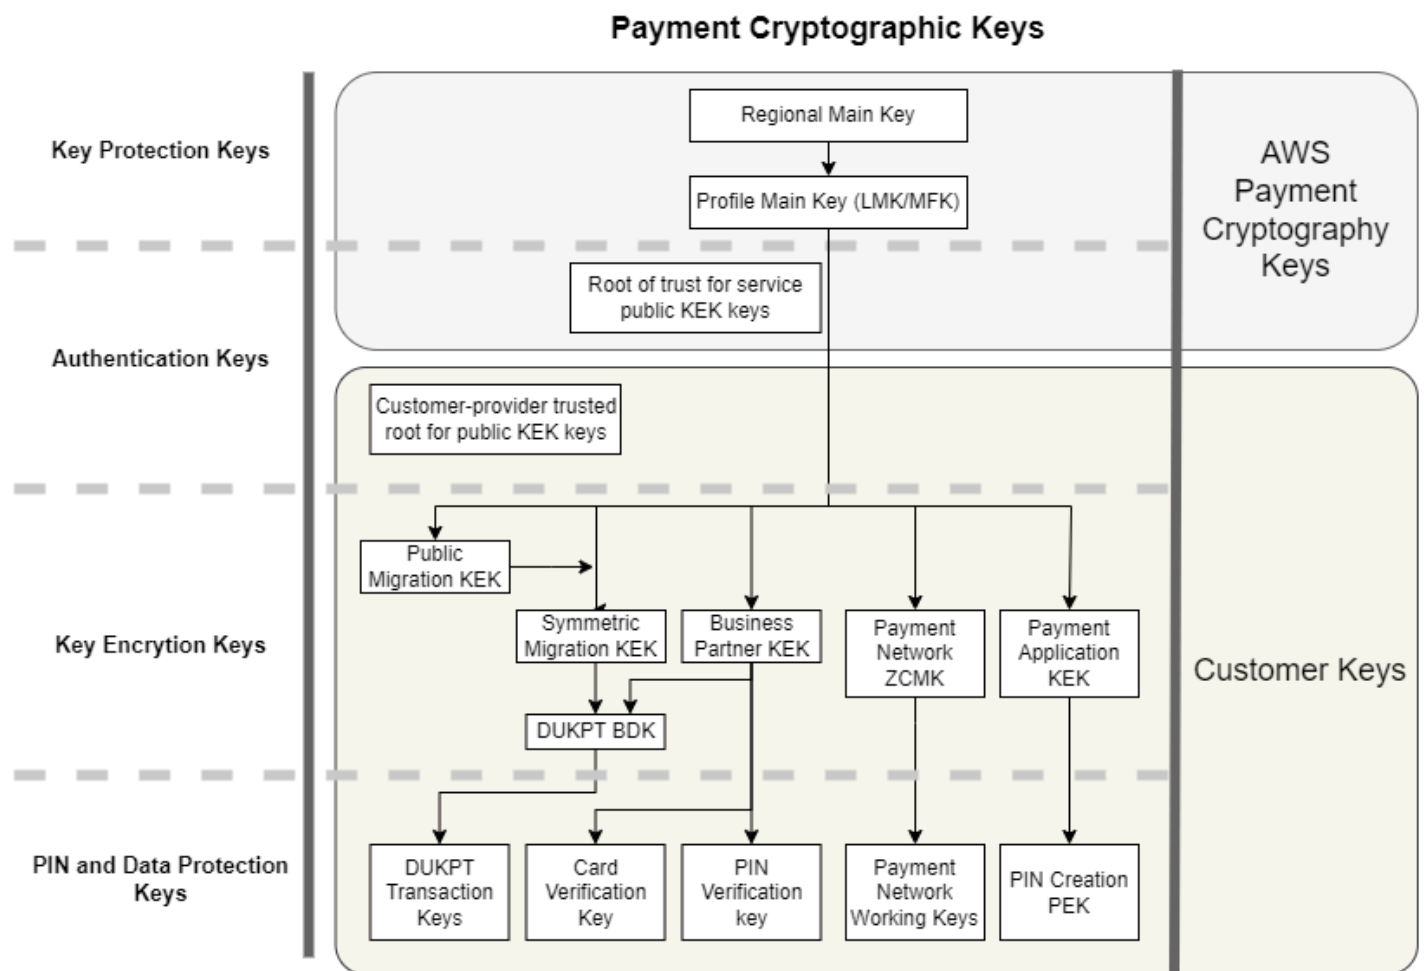 Payment Cryptographic Keys
Key Protection Keys
Regional Main Key
Profile Main Key (LMK/MFK)
AWS
Payment
Cryptography
Keys
Authentication Keys
Root of trust for service
public KEK keys
Customer-provider trusted
root for public KEK keys
Key Encrytion Keys
Public
Migration KEK
Symmetric
Migration KEK
Business
Partner KEK
Payment
Network
ZCMK
Payment
Application
KEK
DUKPT BDK
Customer Keys
PIN and Data Protection
Keys
DUKPT
Transaction
Keys
Card
Verification
Key
PIN
Verification
key
Payment
Network
Working Keys
PIN Creation
PEK